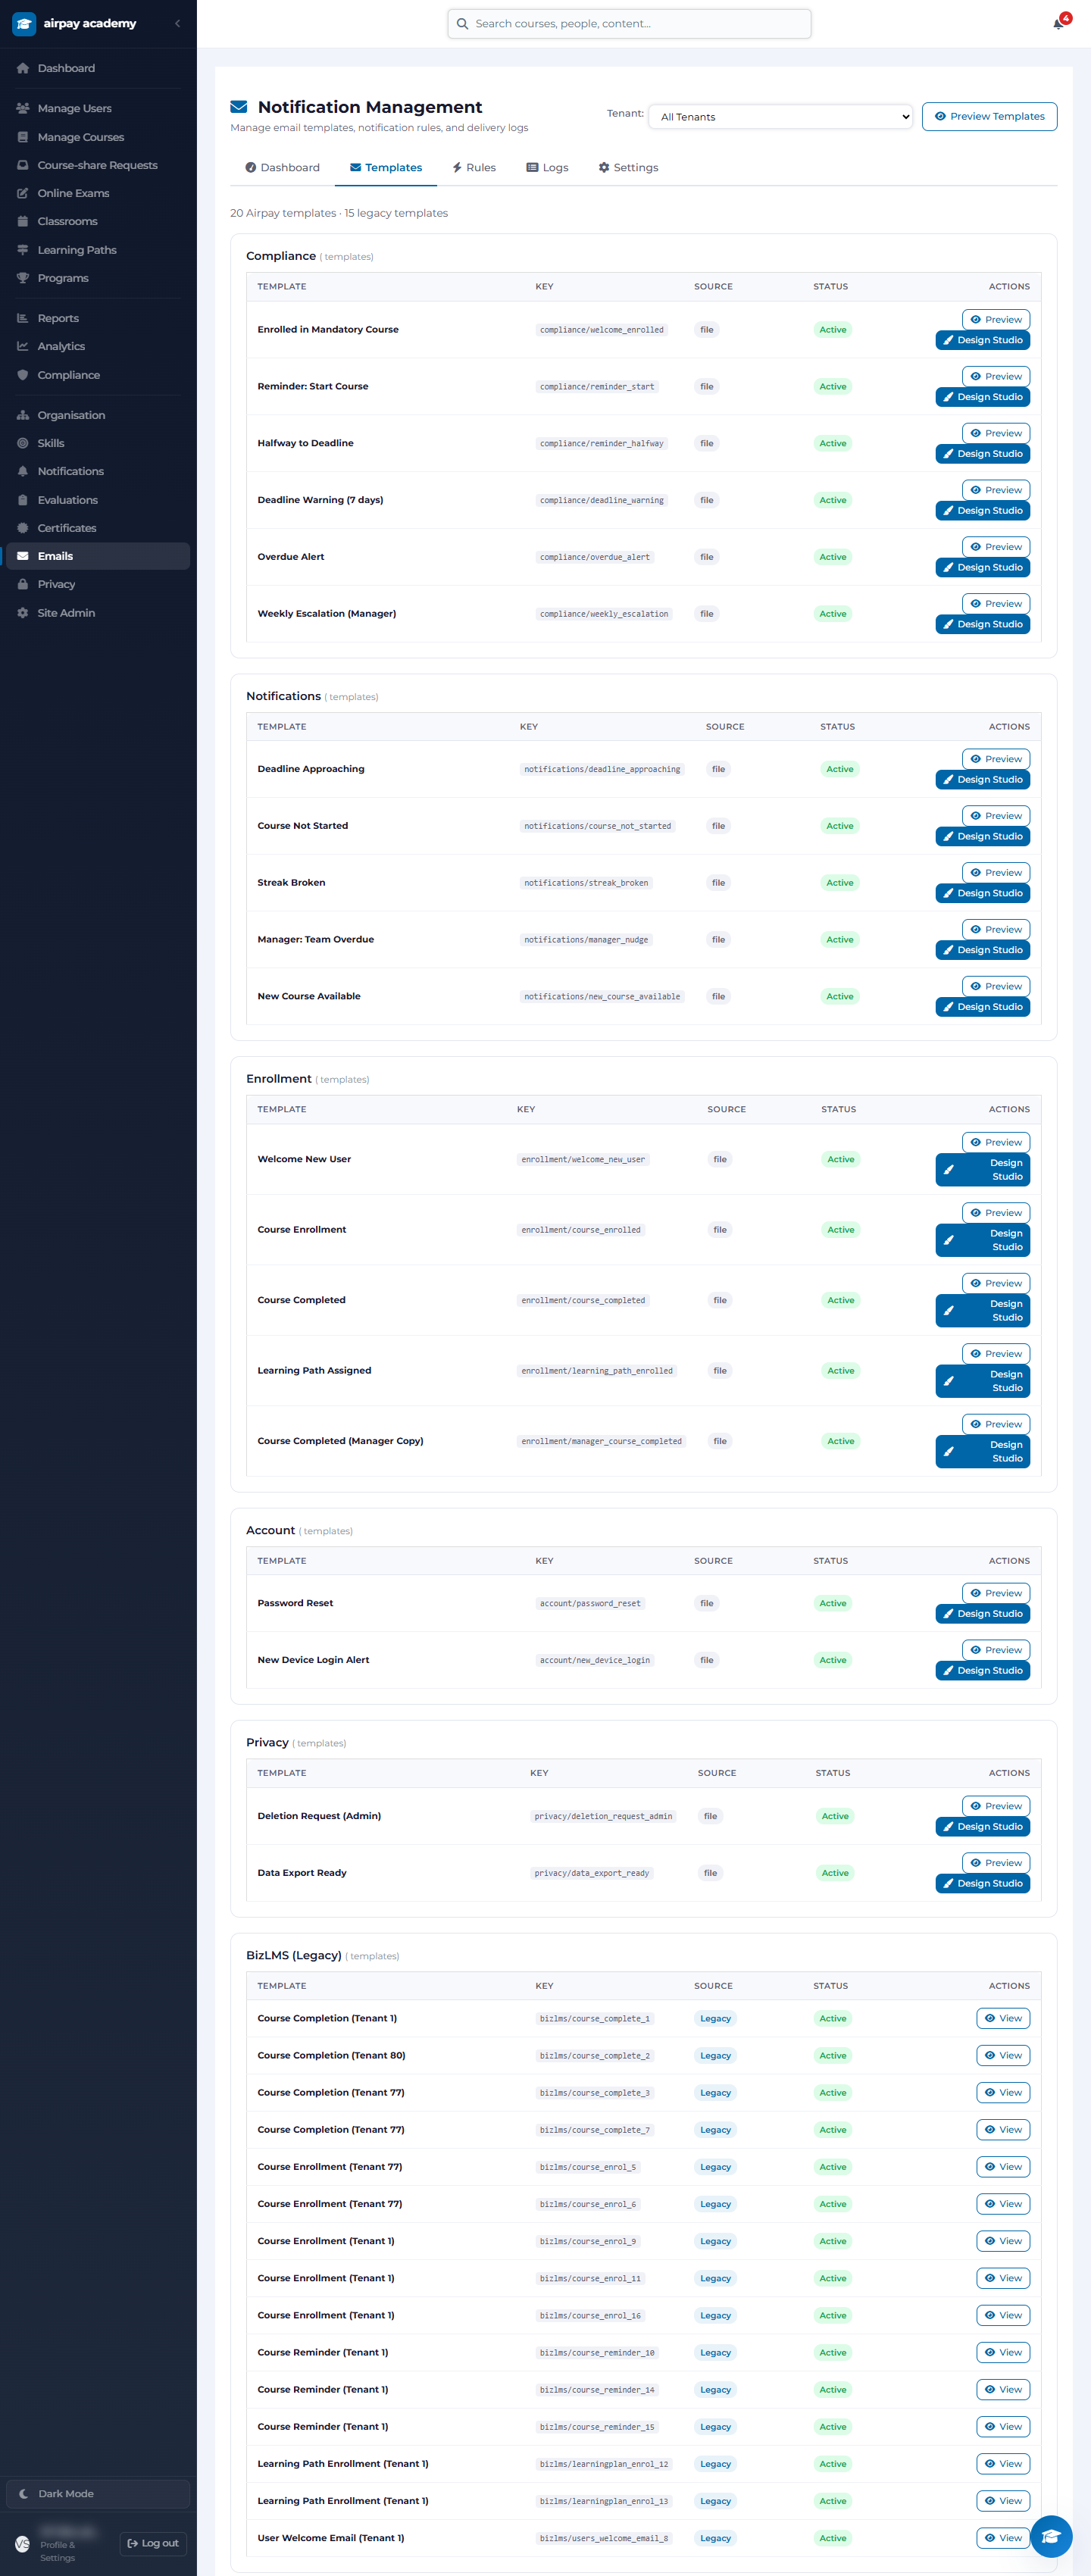 airpay academy
Search courses, people, content...
4
Dashboard
Manage Users
Manage Courses
Course-share Requests
Online Exams
Classrooms
Learning Paths
Programs
Reports
Analytics
Compliance
Organisation
Skills
Notifications
Evaluations
Certificates
Emails
Privacy
Site Admin
Dark Mode
VS
Profile &
Settings
Log out
Notification Management
Manage email templates, notification rules, and delivery logs
Tenant:
All Tenants
Preview Templates
Dashboard Templates Rules Logs Settings
20 Airpay templates · 15 legacy templates
Compliance ( templates)
TEMPLATE KEY SOURCE STATUS ACTIONS
Enrolled in Mandatory Course compliance/welcome_enrolled file Active Preview
Design Studio
Reminder: Start Course compliance/reminder_start file Active Preview
Design Studio
Halfway to Deadline compliance/reminder_halfway file Active Preview
Design Studio
Deadline Warning (7 days) compliance/deadline_warning file Active Preview
Design Studio
Overdue Alert compliance/overdue_alert file Active Preview
Design Studio
Weekly Escalation (Manager) compliance/weekly_escalation file Active Preview
Design Studio
Notifications ( templates)
TEMPLATE KEY SOURCE STATUS ACTIONS
Deadline Approaching notifications/deadline_approaching file Active Preview
Design Studio
Course Not Started notifications/course_not_started file Active Preview
Design Studio
Streak Broken notifications/streak_broken file Active Preview
Design Studio
Manager: Team Overdue notifications/manager_nudge file Active Preview
Design Studio
New Course Available notifications/new_course_available file Active Preview
Design Studio
Enrollment ( templates)
TEMPLATE KEY SOURCE STATUS ACTIONS
Welcome New User enrollment/welcome_new_user file Active Preview
Design
Studio
Course Enrollment enrollment/course_enrolled file Active Preview
Design
Studio
Course Completed enrollment/course_completed file Active Preview
Design
Studio
Learning Path Assigned enrollment/learning_path_enrolled file Active Preview
Design
Studio
Course Completed (Manager Copy) enrollment/manager_course_completed file Active Preview
Design
Studio
Account ( templates)
TEMPLATE KEY SOURCE STATUS ACTIONS
Password Reset account/password_reset file Active Preview
Design Studio
New Device Login Alert account/new_device_login file Active Preview
Design Studio
Privacy ( templates)
TEMPLATE KEY SOURCE STATUS ACTIONS
Deletion Request (Admin) privacy/deletion_request_admin file Active Preview
Design Studio
Data Export Ready privacy/data_export_ready file Active Preview
Design Studio
BizLMS (Legacy) ( templates)
TEMPLATE KEY SOURCE STATUS ACTIONS
Course Completion (Tenant 1) bizlms/course_complete_1 Legacy Active View
Course Completion (Tenant 80) bizlms/course_complete_2 Legacy Active View
Course Completion (Tenant 77) bizlms/course_complete_3 Legacy Active View
Course Completion (Tenant 77) bizlms/course_complete_7 Legacy Active View
Course Enrollment (Tenant 77) bizlms/course_enrol_5 Legacy Active View
Course Enrollment (Tenant 77) bizlms/course_enrol_6 Legacy Active View
Course Enrollment (Tenant 1) bizlms/course_enrol_9 Legacy Active View
Course Enrollment (Tenant 1) bizlms/course_enrol_11 Legacy Active View
Course Enrollment (Tenant 1) bizlms/course_enrol_16 Legacy Active View
Course Reminder (Tenant 1) bizlms/course_reminder_10 Legacy Active View
Course Reminder (Tenant 1) bizlms/course_reminder_14 Legacy Active View
Course Reminder (Tenant 1) bizlms/course_reminder_15 Legacy Active View
Learning Path Enrollment (Tenant 1) bizlms/learningplan_enrol_12 Legacy Active View
Learning Path Enrollment (Tenant 1) bizlms/learningplan_enrol_13 Legacy Active View
User Welcome Email (Tenant 1) bizlms/users_welcome_email_8 Legacy Active View